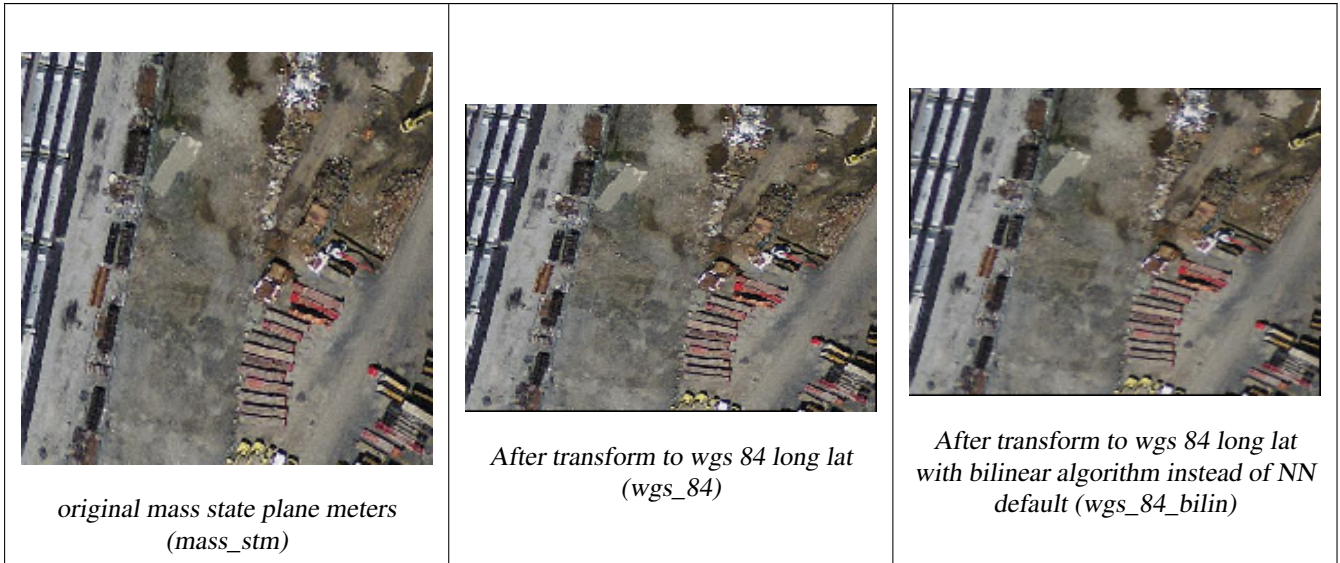 original mass state plane meters
(mass_stm)
After transform to wgs 84 long lat
(wgs_84)
After transform to wgs 84 long lat
with bilinear algorithm instead of NN
default (wgs_84_bilin)